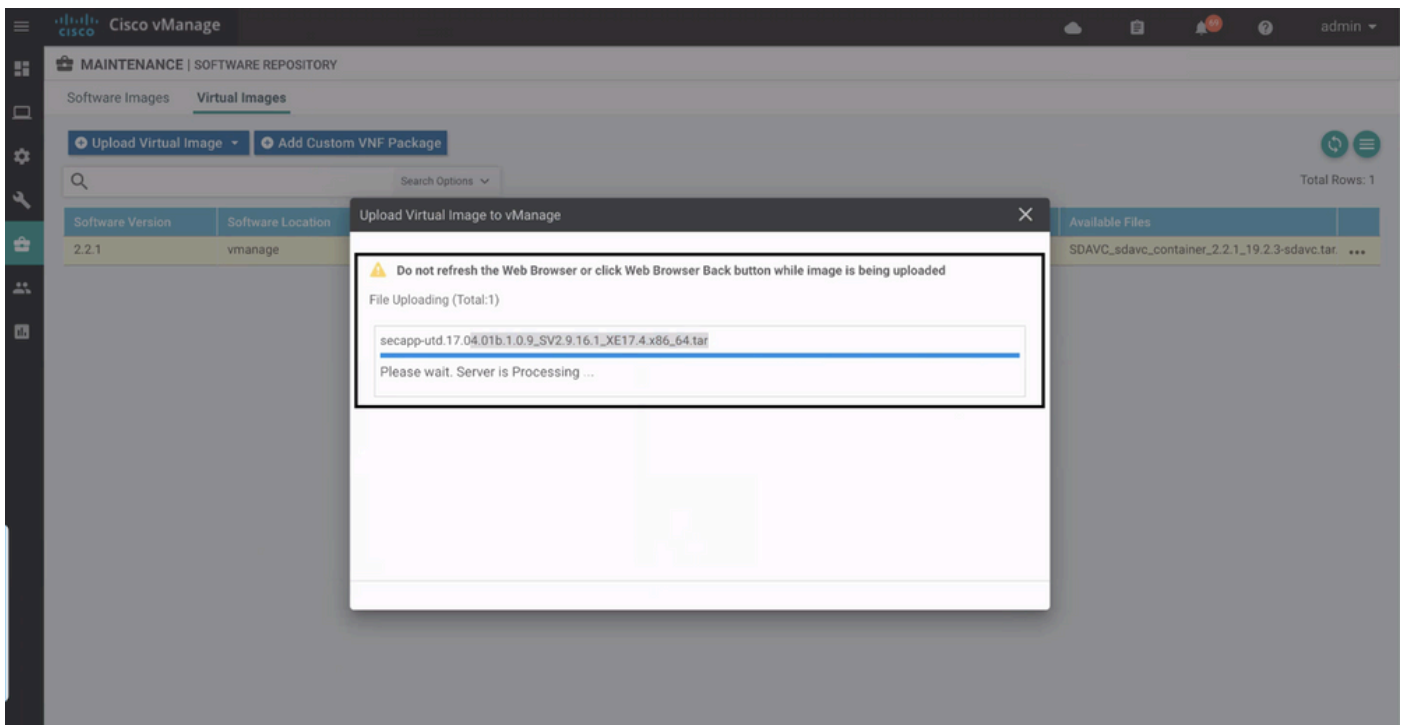 cisco Cisco vManage 69 admin
MAINTENANCE | SOFTWARE REPOSITORY
Software Images Virtual Images
Upload Virtual Image Add Custom VNF Package
Search Options Total Rows: 1
Software Version Software Location Available Files
2.2.1 vmanage SDAVC_sdavc_container_2.2.1_19.2.3-sdavc.tar. •••
Upload Virtual Image to vManage
Do not refresh the Web Browser or click Web Browser Back button while image is being uploaded
File Uploading (Total:1)
secapp-utd.17.04.01b.1.0.9_SV2.9.16.1_XE17.4.x86_64.tar
Please wait. Server is Processing ...